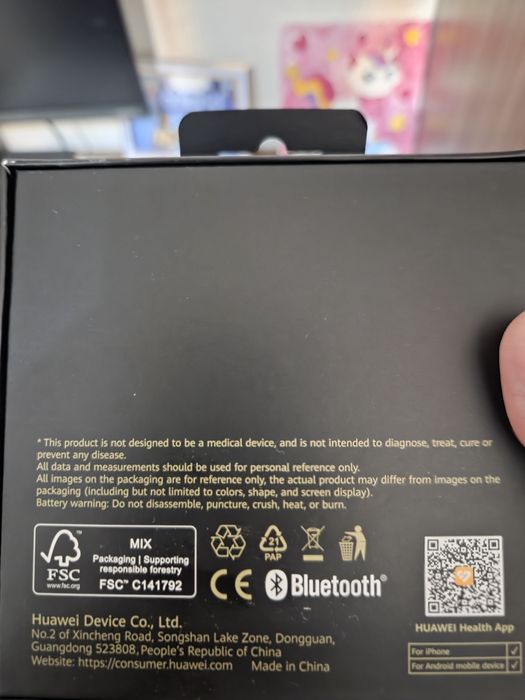 * This product is not designed to be a medical device, and is not intended to diagnose, treat, cure or
prevent any disease.
All data and measurements should be used for personal reference only.
All images on the packaging are for reference only, the actual product may differ from images on the
packaging (including but not limited to colors, shape, and screen display).
Battery warning: Do not disassemble, puncture, crush, heat, or burn.
FSC
www.fsc.org
MIX
Packaging | Supporting
responsible forestry
FSC™ C141792
21
PAP
CE
Bluetooth®
Huawei Device Co., Ltd.
No.2 of Xincheng Road, Songshan Lake Zone, Dongguan,
Guangdong 523808, People's Republic of China
Website: https://consumer.huawei.com Made in China
HUAWEI Health App
For iPhone √
For Android mobile device √